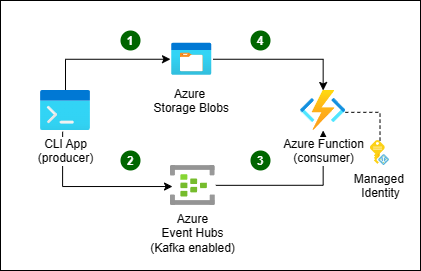 1
4
Azure
Storage Blobs
CLI App
(producer)
Azure Function
(consumer)
2
3
Managed
Identity
Azure
Event Hubs
(Kafka enabled)